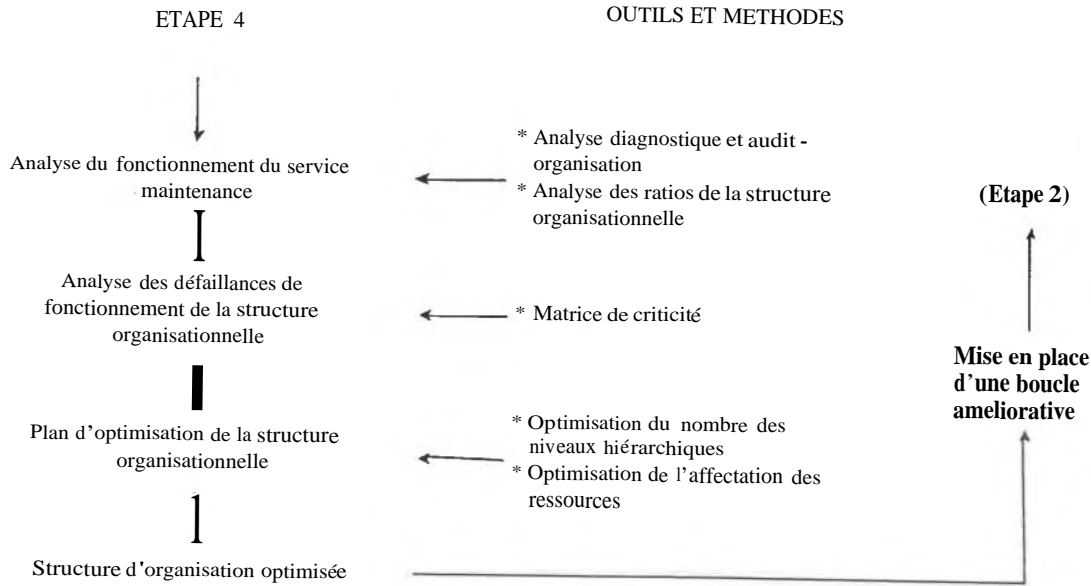 ETAPE 4
OUTILS ET METHODES
Analyse du fonctionnement du service
maintenance
* Analyse diagnostique et audit -
organisation
* Analyse des ratios de la structure
organisationnelle
(Etape 2)
Analyse des défaillances de
fonctionnement de la structure
organisationnelle
* Matrice de criticité
Mise en place
d'une boucle
ameliorative
Plan d'optimisation de la structure
organisationnelle
* Optimisation du nombre des
niveaux hiérarchiques
* Optimisation de l'affectation des
ressources
Structure d'organisation optimisée